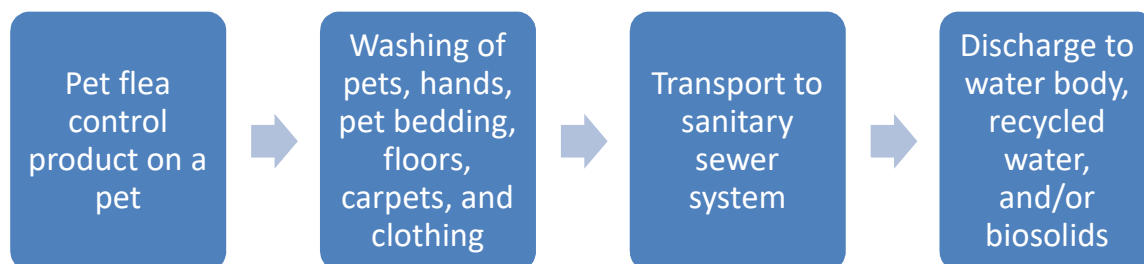 Pet flea
control
product on a
pet
Washing of
pets, hands,
pet bedding,
floors,
carpets, and
clothing
Transport to
sanitary
sewer
system
Discharge to
water body,
recycled
water,
and/or
biosolids